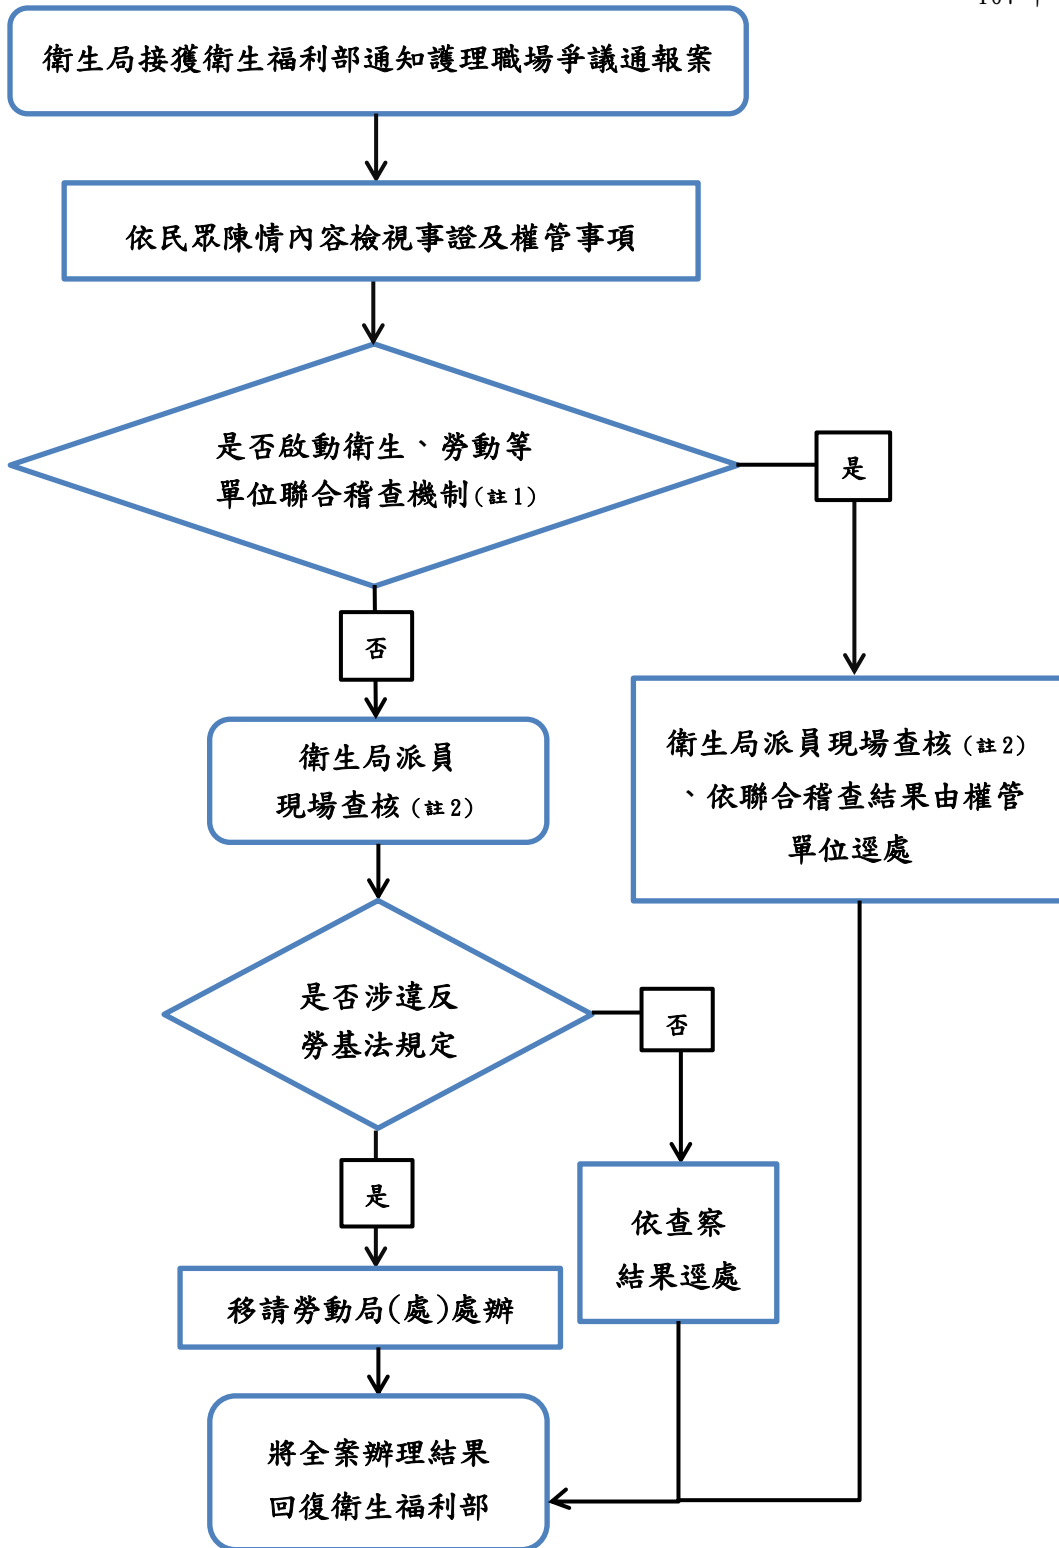 衛生局接獲衛生福利部通知護理職場爭議通報案
依民眾陳情內容檢視事證及權管事項
是否啟動衛生、勞動等
單位聯合稽查機制(註1)
是
否
衛生局派員
現場查核(註2)
衛生局派員現場查核(註2)
、依聯合稽查結果由權管
單位逕處
是否涉違反
勞基法規定
否
是
依查察
結果逕處
移請勞動局(處)處辦
將全案辦理結果
回復衛生福利部